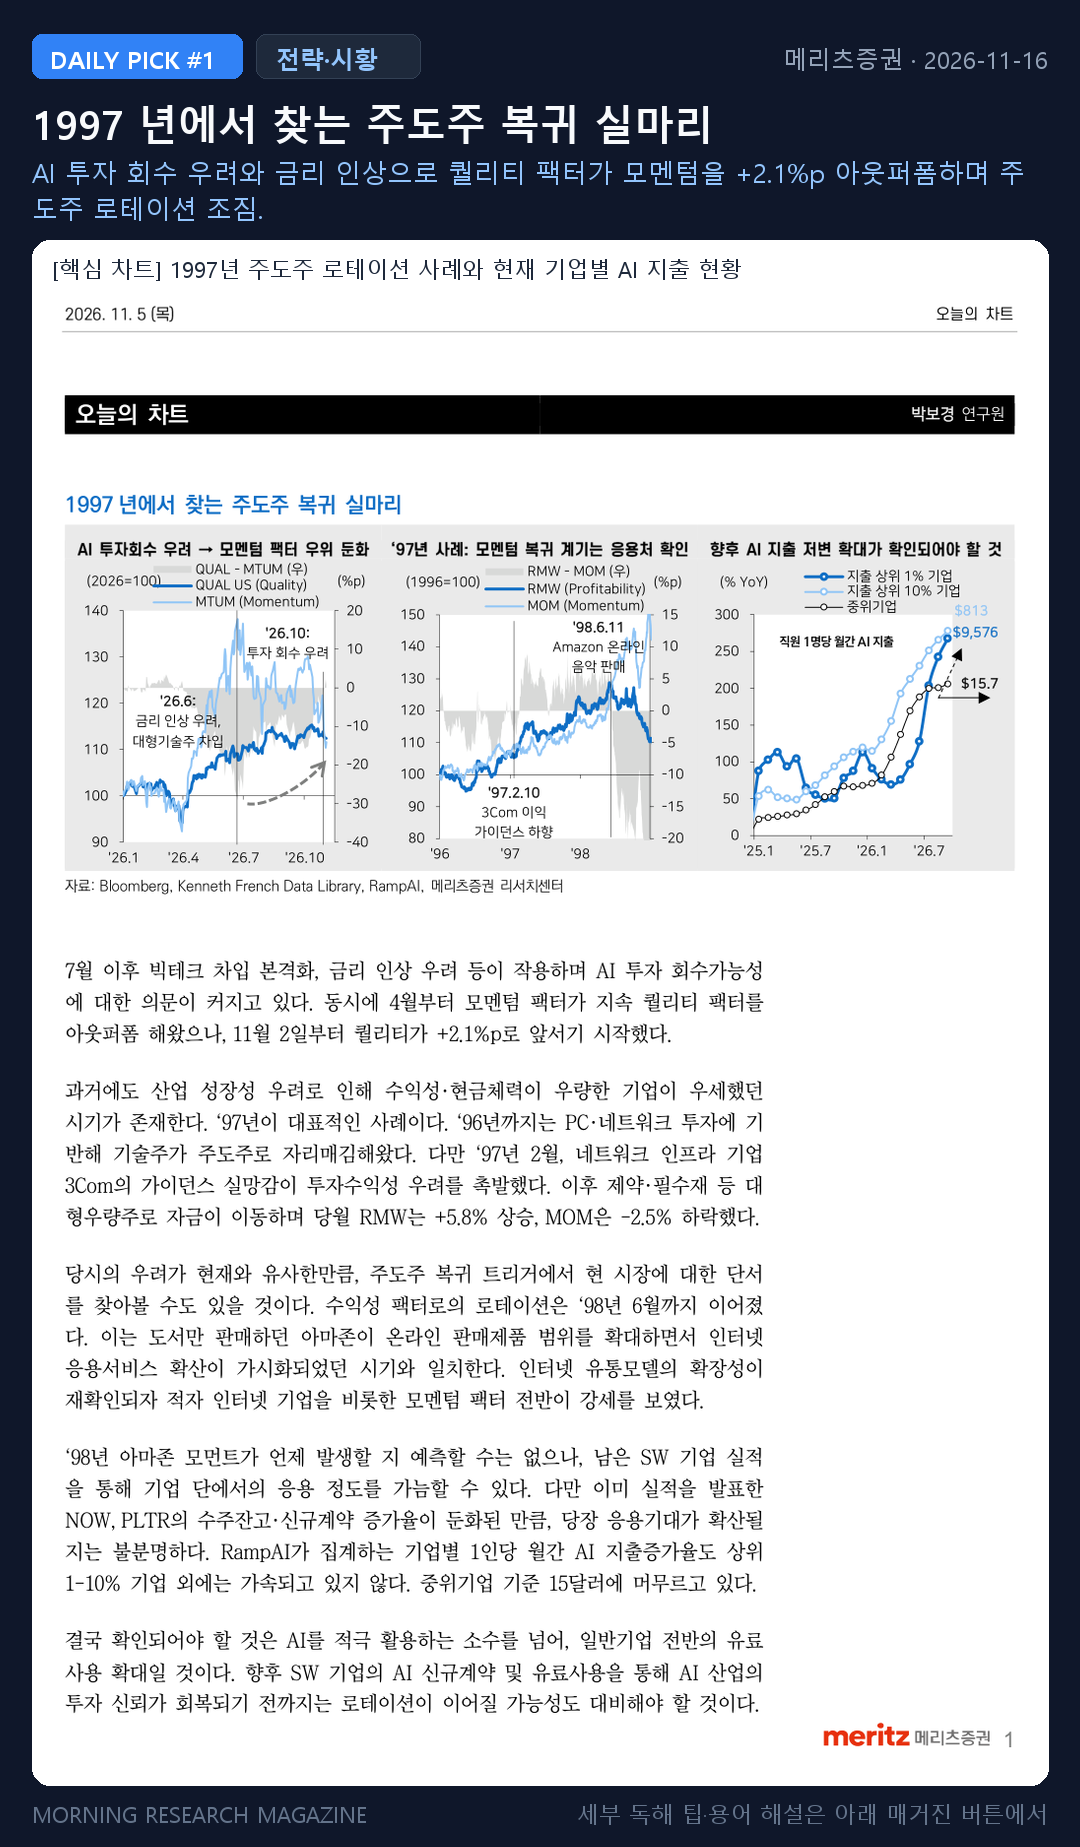 DAILY PICK #1
전략·시황
메리츠증권 · 2026-11-16
1997 년에서 찾는 주도주 복귀 실마리
AI 투자 회수 우려와 금리 인상으로 퀄리티 팩터가 모멘텀을 +2.1%p 아웃퍼폼하며 주
도주 로테이션 조짐.
[핵심 차트] 1997년 주도주 로테이션 사례와 현재 기업별 AI 지출 현황
2026. 11. 5 (목)
오늘의 차트
오늘의 차트
박보경 연구원
1997 년에서 찾는 주도주 복귀 실마리
AI 투자회수 우려 → 모멘텀 팩터 우위 둔화
(2026=100)
QUAL - MTUM (우)
QUAL US (Quality)
MTUM (Momentum)
(%p)
140
130
120
110
100
90
20
10
0
-10
-20
-30
-40
'26.10:
투자 회수 우려
'26.6:
금리 인상 우려,
대형기술주 차입
'26.1
'26.4
'26.7
'26.10
‘97년 사례: 모멘텀 복귀 계기는 응용처 확인
(1996=100)
RMW - MOM (우)
RMW (Profitability)
MOM (Momentum)
(%p)
150
140
130
120
110
100
90
80
15
10
5
0
-5
-10
-15
-20
'98.6.11
Amazon 온라인
음악 판매
'97.2.10
3Com 이익
가이던스 하향
'96
'97
'98
향후 AI 지출 저변 확대가 확인되어야 할 것
(% YoY)
지출 상위 1% 기업
지출 상위 10% 기업
중위기업
300
250
200
150
100
50
0
직원 1명당 월간 AI 지출
$813
$9,576
$15.7
'25.1
'25.7
'26.1
'26.7
자료: Bloomberg, Kenneth French Data Library, RampAI, 메리츠증권 리서치센터
7월 이후 빅테크 차입 본격화, 금리 인상 우려 등이 작용하며 AI 투자 회수가능성
에 대한 의문이 커지고 있다. 동시에 4월부터 모멘텀 팩터가 지속 퀄리티 팩터를
아웃퍼폼 해왔으나, 11월 2일부터 퀄리티가 +2.1%p로 앞서기 시작했다.
과거에도 산업 성장성 우려로 인해 수익성·현금체력이 우량한 기업이 우세했던
시기가 존재한다. ‘97년이 대표적인 사례이다. ‘96년까지는 PC·네트워크 투자에 기
반해 기술주가 주도주로 자리매김해왔다. 다만 ‘97년 2월, 네트워크 인프라 기업
3Com의 가이던스 실망감이 투자수익성 우려를 촉발했다. 이후 제약·필수재 등 대
형우량주로 자금이 이동하며 당월 RMW는 +5.8% 상승, MOM은 -2.5% 하락했다.
당시의 우려가 현재와 유사한만큼, 주도주 복귀 트리거에서 현 시장에 대한 단서
를 찾아볼 수도 있을 것이다. 수익성 팩터로의 로테이션은 ‘98년 6월까지 이어졌
다. 이는 도서만 판매하던 아마존이 온라인 판매제품 범위를 확대하면서 인터넷
응용서비스 확산이 가시화되었던 시기와 일치한다. 인터넷 유통모델의 확장성이
재확인되자 적자 인터넷 기업을 비롯한 모멘텀 팩터 전반이 강세를 보였다.
‘98년 아마존 모먼트가 언제 발생할 지 예측할 수는 없으나, 남은 SW 기업 실적
을 통해 기업 단에서의 응용 정도를 가늠할 수 있다. 다만 이미 실적을 발표한
NOW, PLTR의 수주잔고·신규계약 증가율이 둔화된 만큼, 당장 응용기대가 확산될
지는 불분명하다. RampAI가 집계하는 기업별 1인당 월간 AI 지출증가율도 상위
1-10% 기업 외에는 가속되고 있지 않다. 중위기업 기준 15달러에 머무르고 있다.
결국 확인되어야 할 것은 AI를 적극 활용하는 소수를 넘어, 일반기업 전반의 유료
사용 확대일 것이다. 향후 SW 기업의 AI 신규계약 및 유료사용을 통해 AI 산업의
투자 신뢰가 회복되기 전까지는 로테이션이 이어질 가능성도 대비해야 할 것이다.
meritz 메리츠증권 1
MORNING RESEARCH MAGAZINE
세부 독해 팁·용어 해설은 아래 매거진 버튼에서